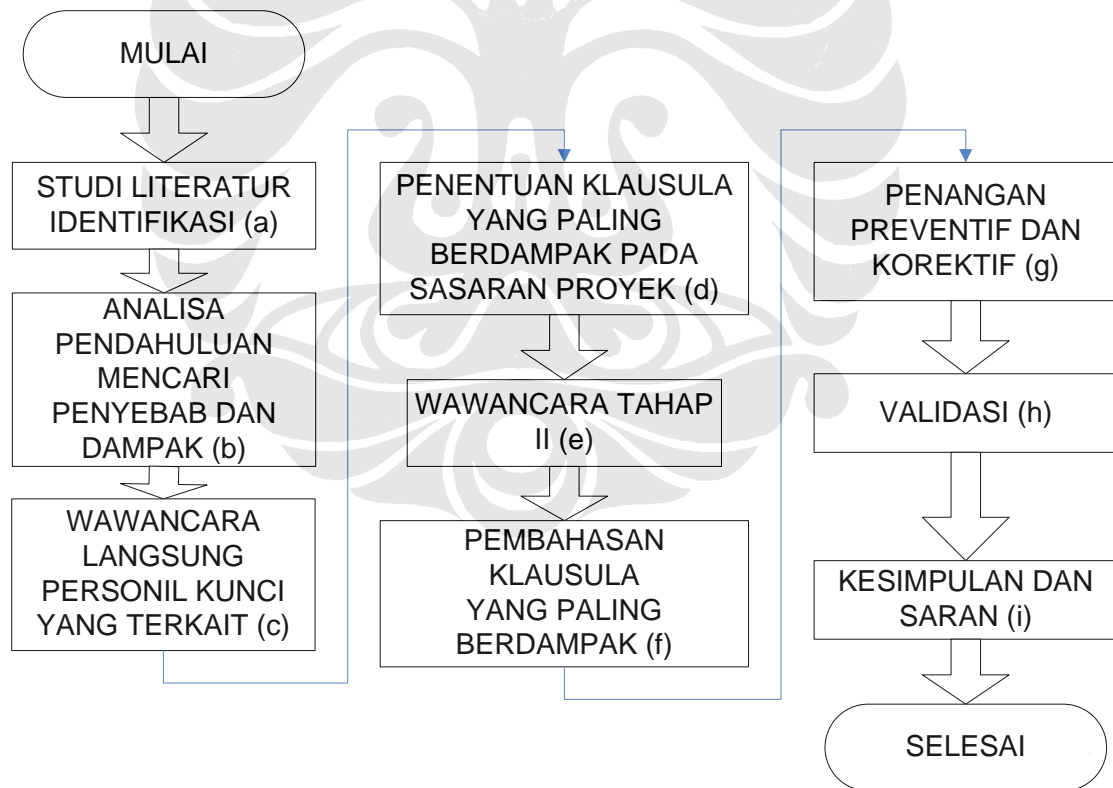 MULAI
STUDI LITERATUR
IDENTIFIKASI (a)
ANALISA
PENDAHULUAN
MENCARI
PENYEBAB DAN
DAMPAK (b)
WAWANCARA
LANGSUNG
PERSONIL KUNCI
YANG TERKAIT (c)
PENENTUAN KLAUSULA
YANG PALING
BERDAMPAK PADA
SASARAN PROYEK (d)
WAWANCARA TAHAP
II (e)
PEMBAHASAN
KLAUSULA
YANG PALING
BERDAMPAK (f)
PENANGAN
PREVENTIF DAN
KOREKTIF (g)
VALIDASI (h)
KESIMPULAN DAN
SARAN (i)
SELESAI